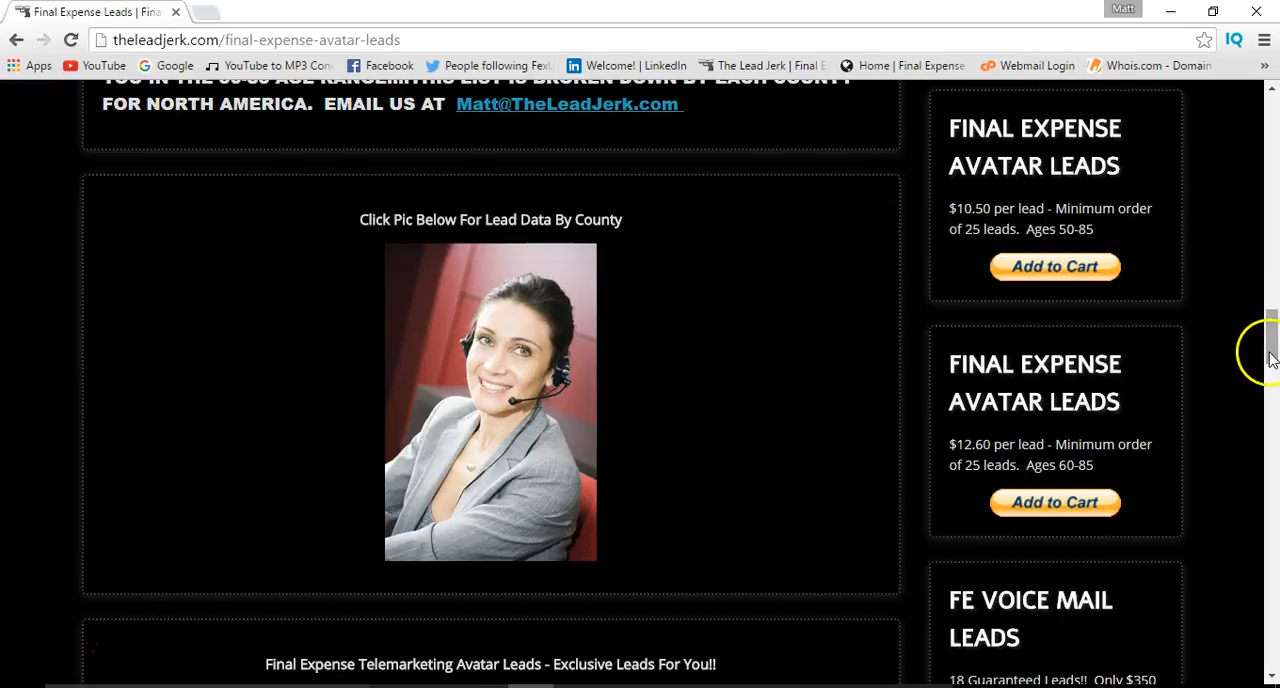 Final Expense Leads | Fina
Matt
theleadjerk.com/final-expense-avatar-leads
IQ
Apps YouTube Google YouTube to MP3 Con Facebook People following Fex Welcome! | LinkedIn The Lead Jerk | Final E Home | Final Expense Webmail Login Whois.com - Domain »
FOR NORTH AMERICA. EMAIL US AT Matt@TheLeadJerk.com
Click Pic Below For Lead Data By County
Final Expense Telemarketing Avatar Leads - Exclusive Leads For You!!
FINAL EXPENSE
AVATAR LEADS
$10.50 per lead - Minimum order
of 25 leads. Ages 50-85
Add to Cart
FINAL EXPENSE
AVATAR LEADS
$12.60 per lead - Minimum order
of 25 leads. Ages 60-85
Add to Cart
FE VOICE MAIL
LEADS
18 Guaranteed Leads!! Only $350